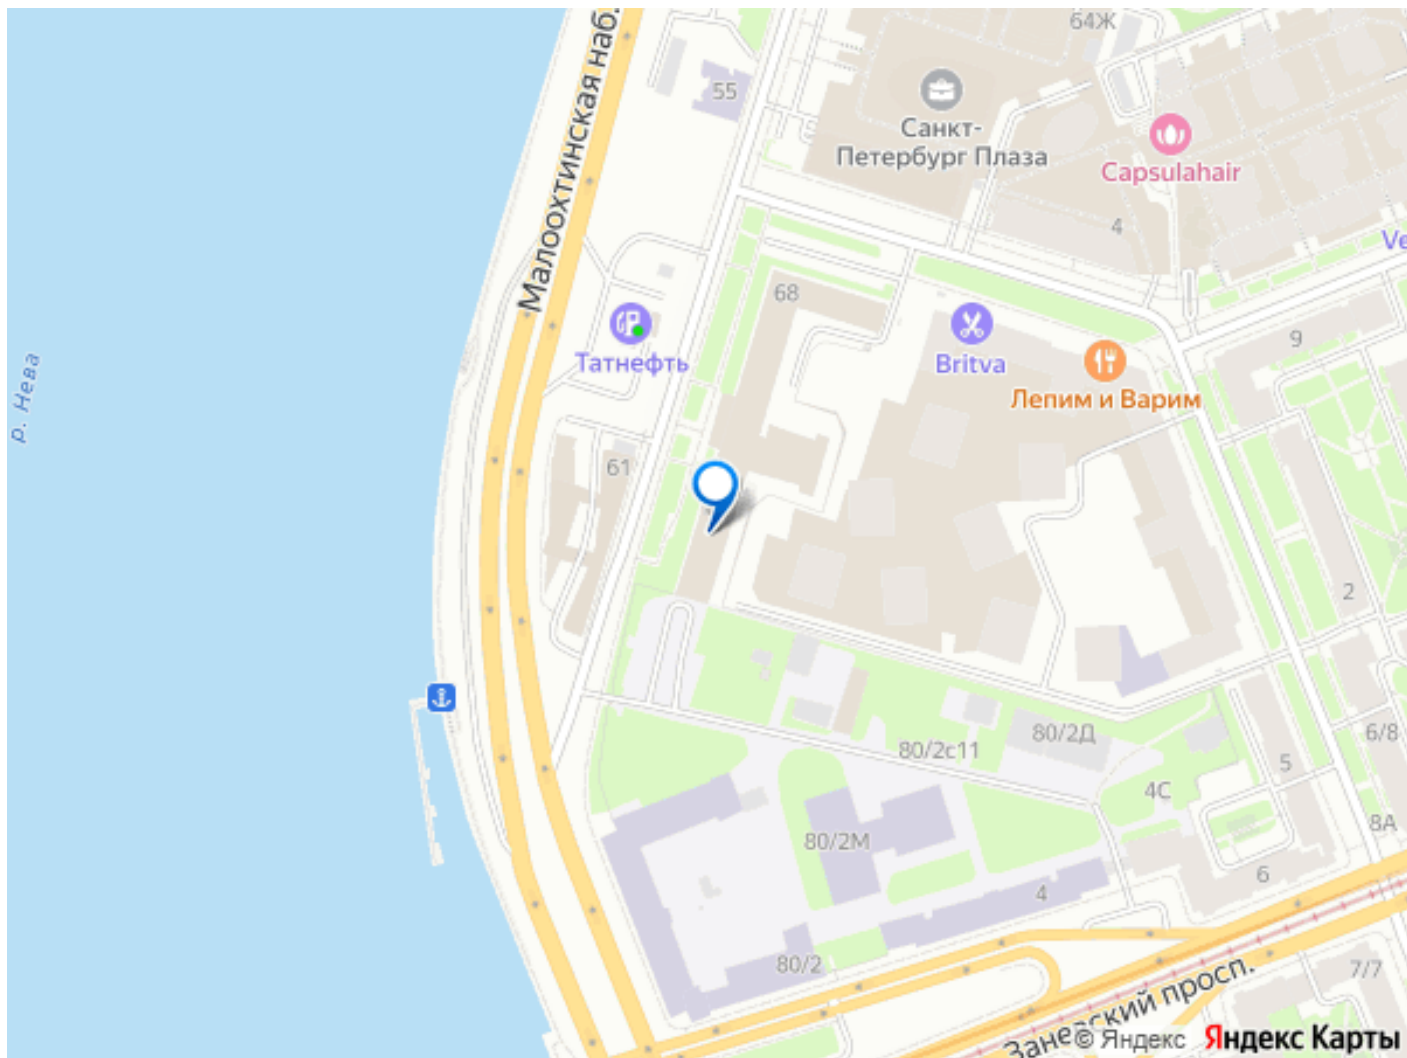 64Ж
55
Малоохтинская наб.
Санкт-
Петербург Плаза
Capsulahair
4
Ve
68
Татнефть
Britva
9
Лепим и Варим
р. Нева
61
2
80/2с11
80/2Д
6/8
5
4С
8А
80/2М
6
4
80/2
7/7
Заневский просп.
© Яндекс Яндекс Карты